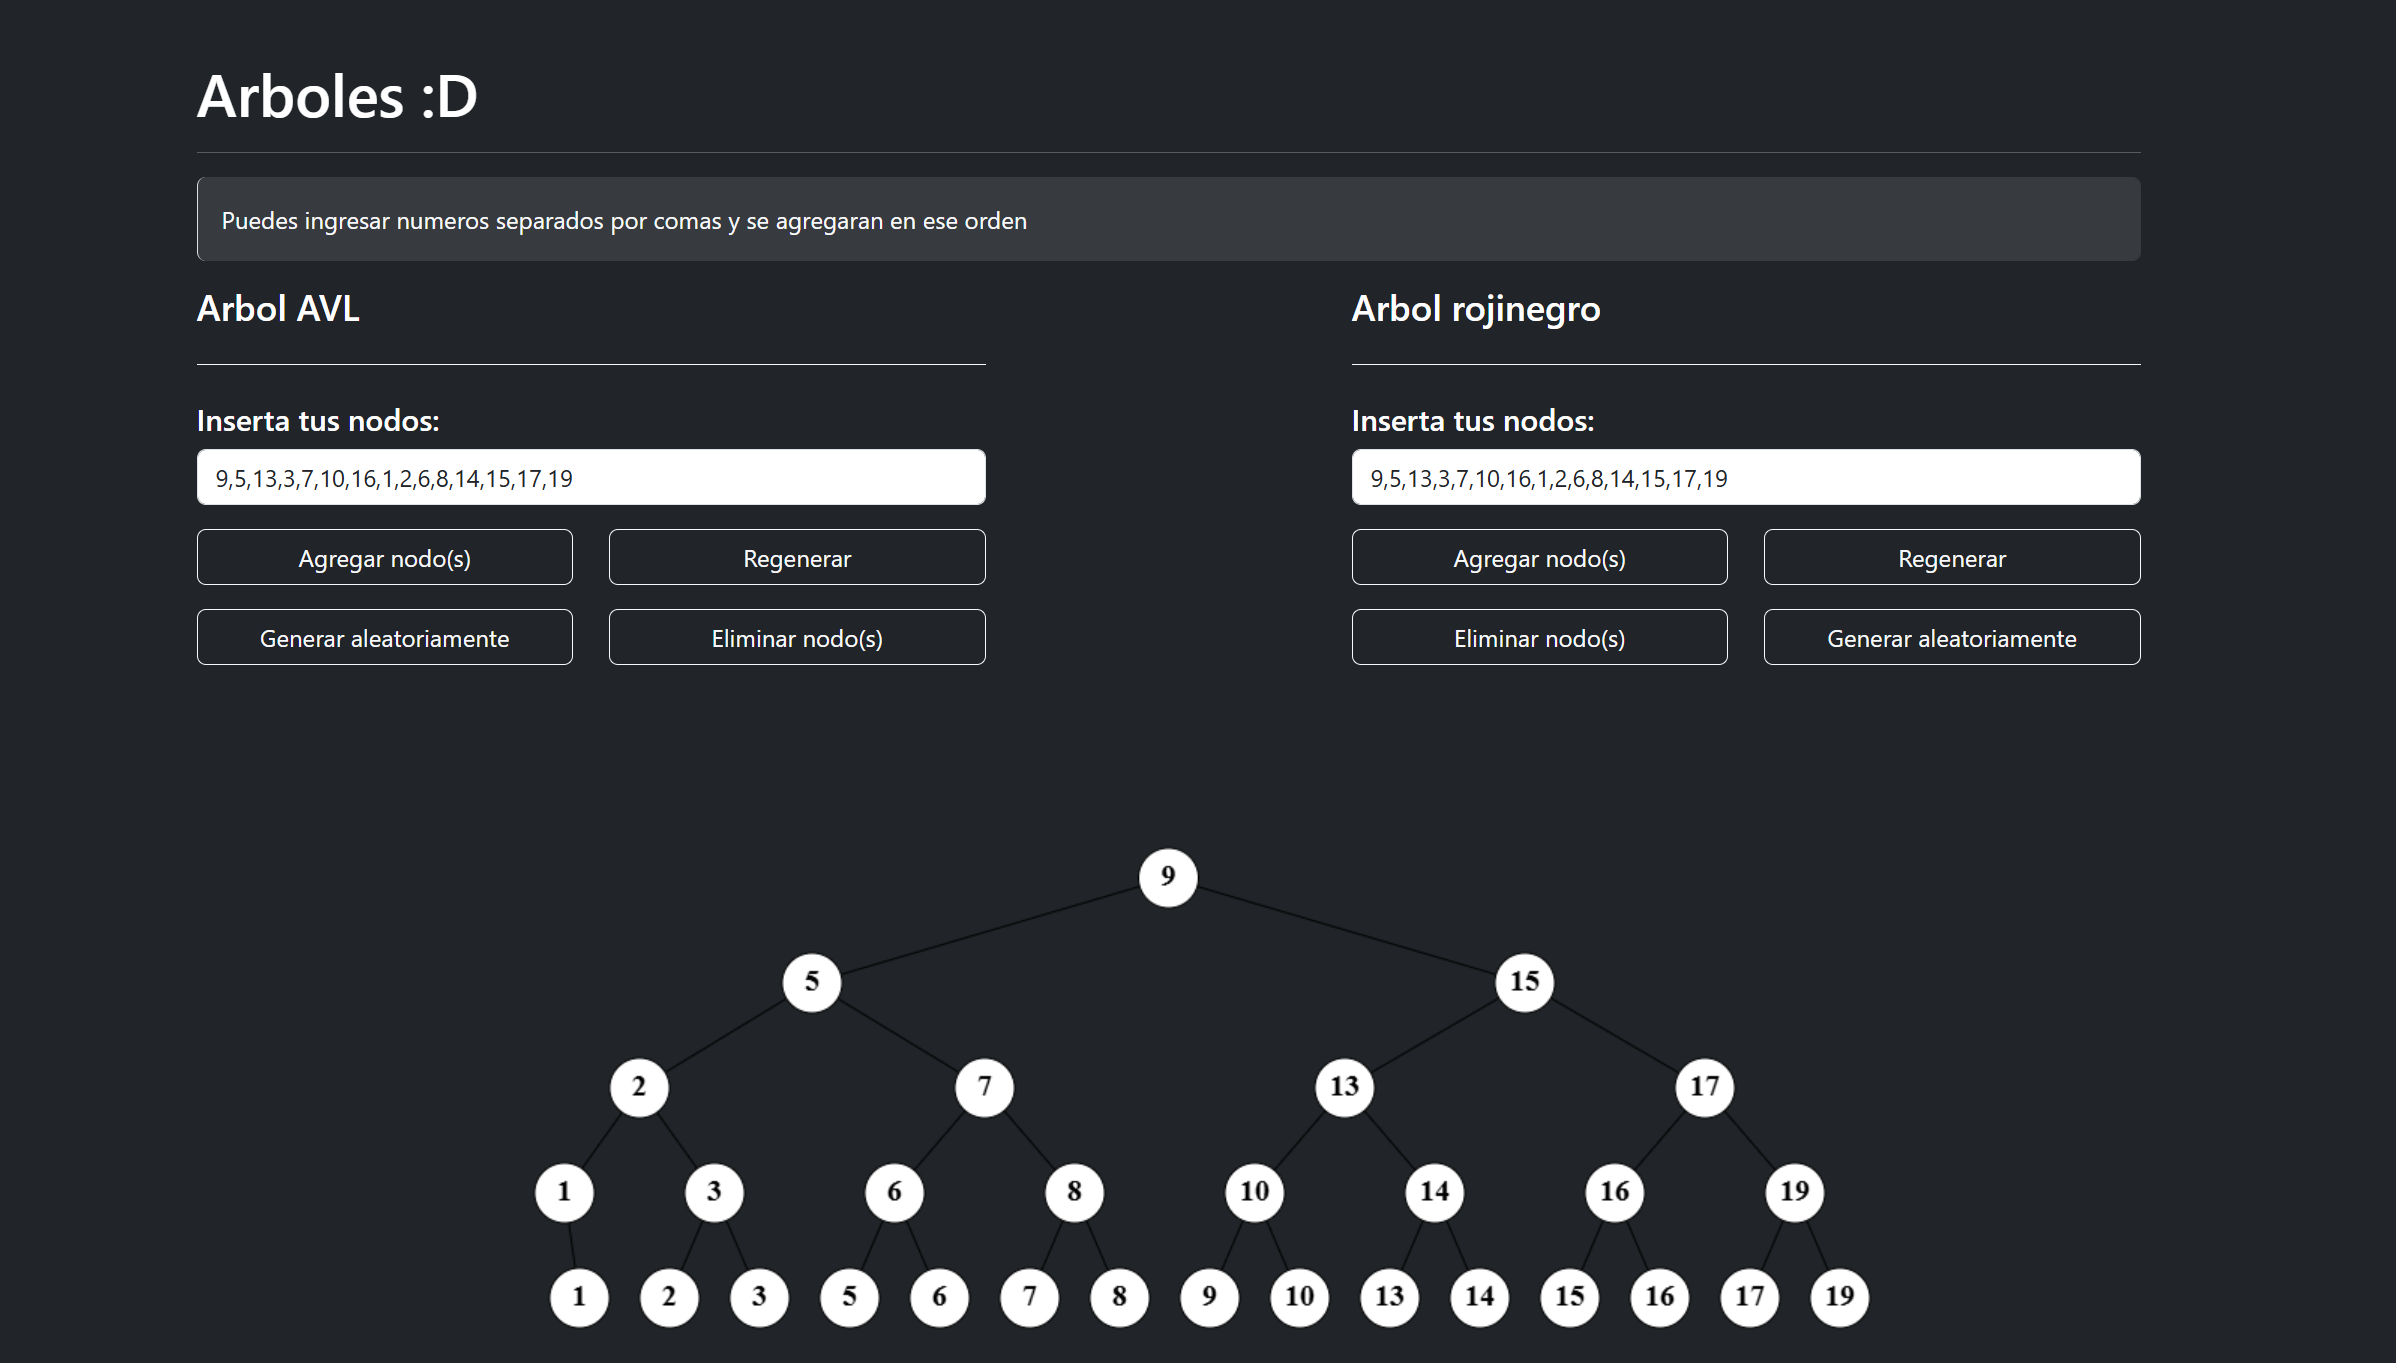 Arboles :D
Puedes ingresar numeros separados por comas y se agregaran en ese orden
Arbol AVL
Inserta tus nodos:
9,5,13,3,7,10,16,1,2,6,8,14,15,17,19
Agregar nodo(s)
Regenerar
Generar aleatoriamente
Eliminar nodo(s)
Arbol rojinegro
Inserta tus nodos:
9,5,13,3,7,10,16,1,2,6,8,14,15,17,19
Agregar nodo(s)
Regenerar
Eliminar nodo(s)
Generar aleatoriamente
9
5 15
2 7 13 17
1 3 6 8 10 14 16 19
1 2 3 5 6 7 8 9 10 13 14 15 16 17 19